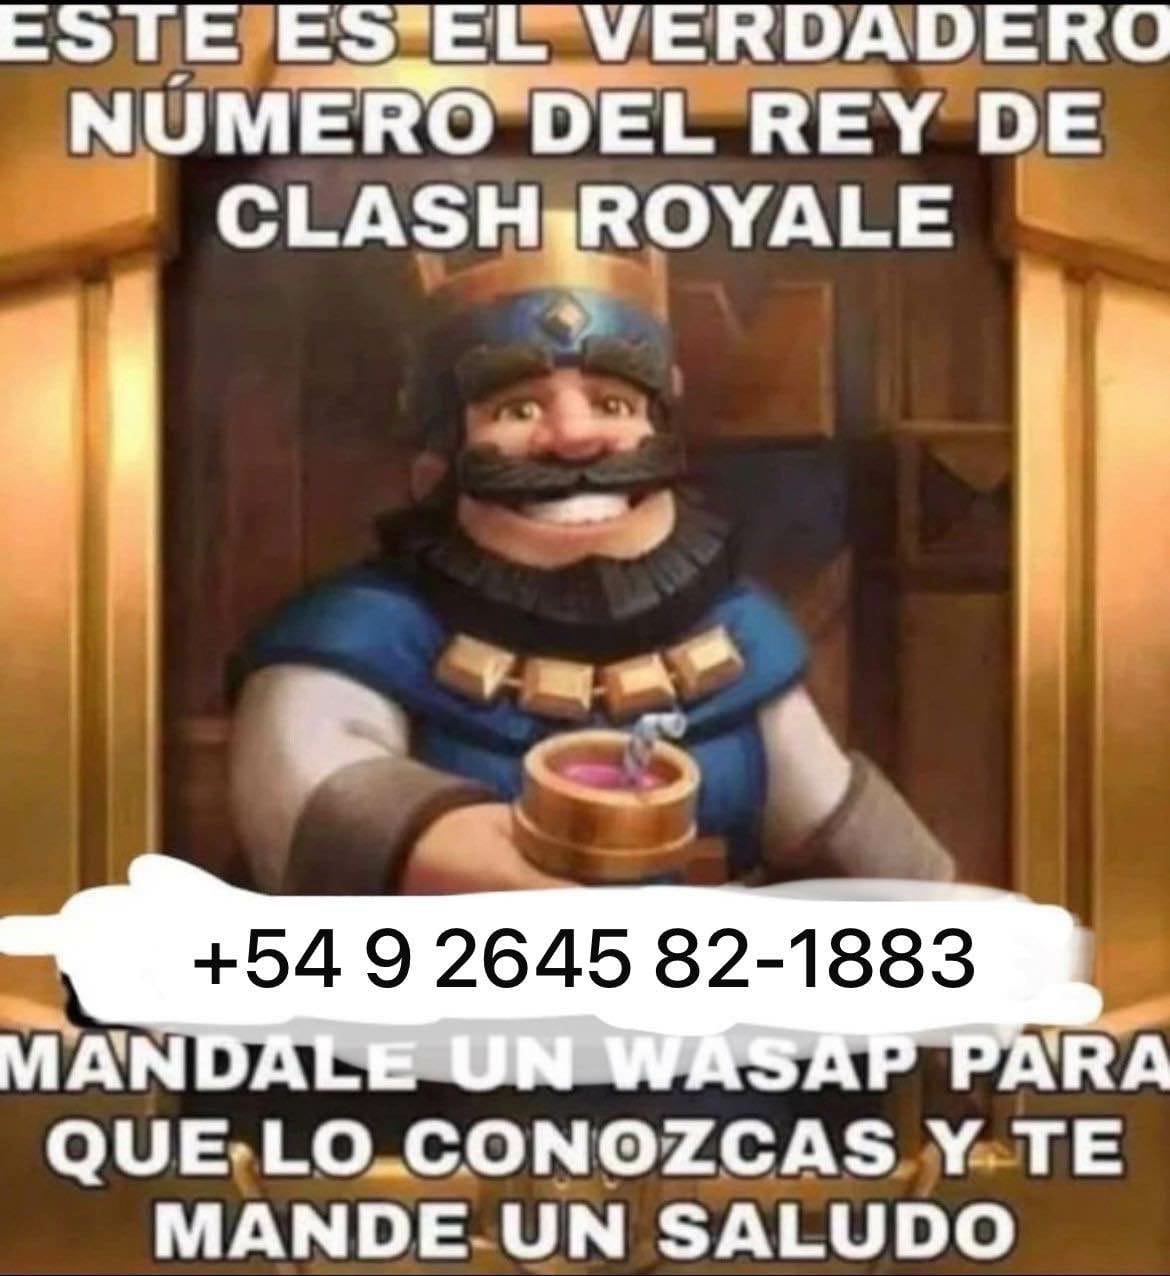 ESTE ES EL VERDADERO
NÚMERO DEL REY DE
CLASH ROYALE
+54 9 2645 82-1883
MANDALE UN WASAP PARA
QUE LO CONOZCAS Y TE
MANDE UN SALUDO